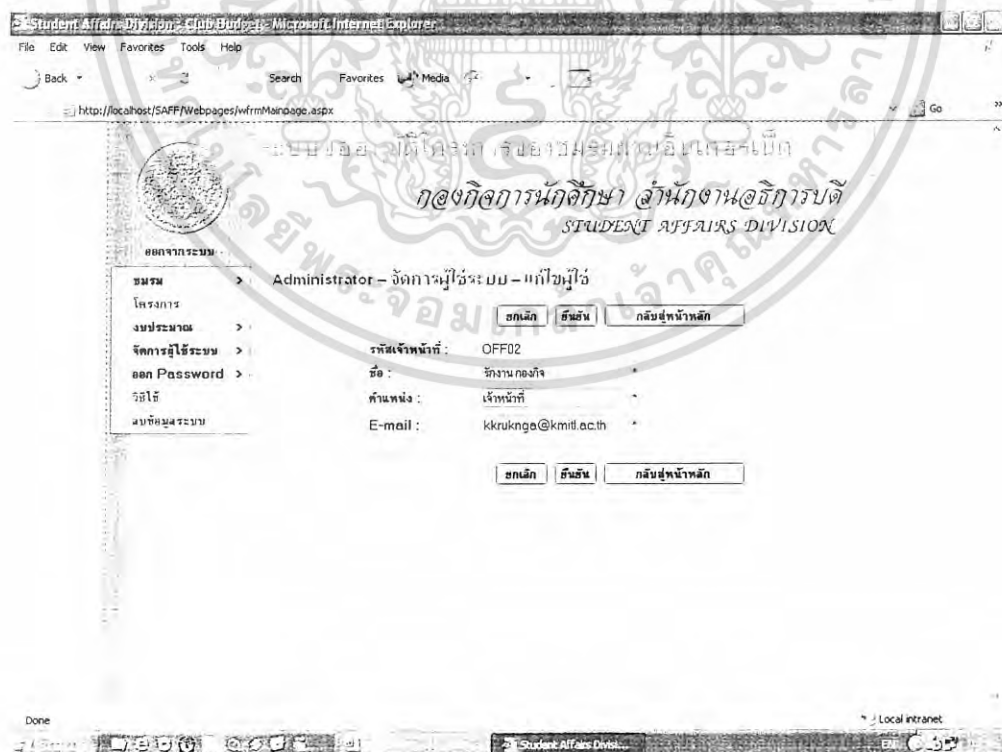 Student Affairs Division - Club Budget - Microsoft Internet Explorer
File Edit View Favorites Tools Help
Back Search Favorites Media
http://localhost/SAFF/Webpages/wfrmMainpage.aspx Go
กองกิจการนักศึกษา สำนักงานอธิการบดี
STUDENT AFFAIRS DIVISION
ออกจากระบบ
ชมรม >
โครงการ
งบประมาณ >
จัดการผู้ใช้ระบบ >
ออก Password >
วิธีใช้
ลบข้อมูลระบบ
Administrator – จัดการผู้ใช้ระบบ – แก้ไขผู้ใช้
ยกเลิก ยืนยัน กลับสู่หน้าหลัก
รหัสเจ้าหน้าที่ : OFF02
ชื่อ : รักงาน กองกิจ *
ตำแหน่ง : เจ้าหน้าที่ *
E-mail : kkruknga@kmitl.ac.th *
ยกเลิก ยืนยัน กลับสู่หน้าหลัก
Done Local intranet
Student Affairs Divisi... EN